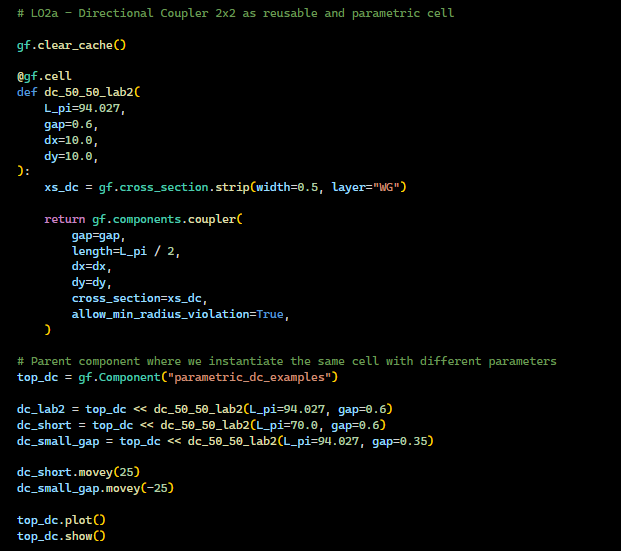 # LO2a - Directional Coupler 2x2 as reusable and parametric cell

gf.clear_cache()

@gf.cell
def dc_50_50_lab2(
    L_pi=94.027,
    gap=0.6,
    dx=10.0,
    dy=10.0,
):
    xs_dc = gf.cross_section.strip(width=0.5, layer="WG")

    return gf.components.coupler(
        gap=gap,
        length=L_pi / 2,
        dx=dx,
        dy=dy,
        cross_section=xs_dc,
        allow_min_radius_violation=True,
    )

# Parent component where we instantiate the same cell with different parameters
top_dc = gf.Component("parametric_dc_examples")

dc_lab2 = top_dc << dc_50_50_lab2(L_pi=94.027, gap=0.6)
dc_short = top_dc << dc_50_50_lab2(L_pi=70.0, gap=0.6)
dc_small_gap = top_dc << dc_50_50_lab2(L_pi=94.027, gap=0.35)

dc_short.movey(25)
dc_small_gap.movey(-25)

top_dc.plot()
top_dc.show()